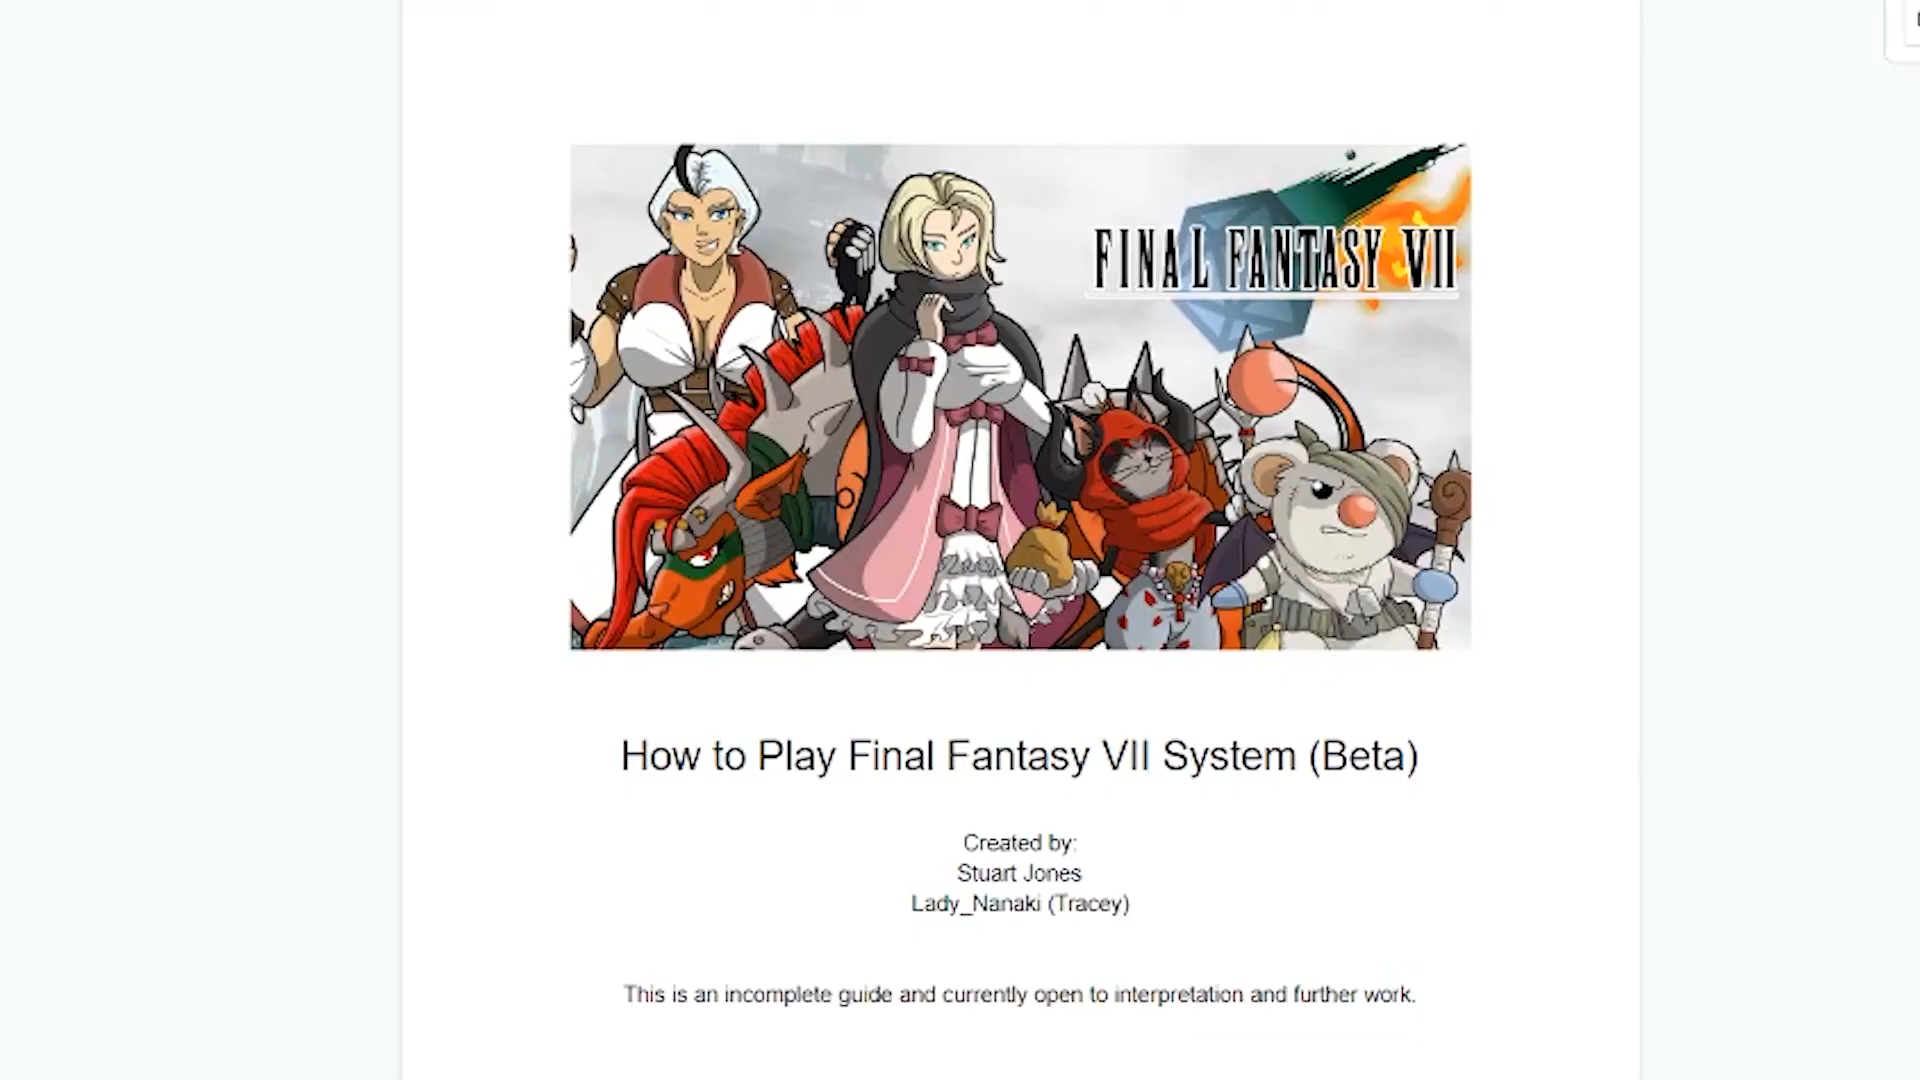 FINAL FANTASY VII
How to Play Final Fantasy VII System (Beta)
Created by:
Stuart Jones
Lady_Nanaki (Tracey)
This is an incomplete guide and currently open to interpretation and further work.